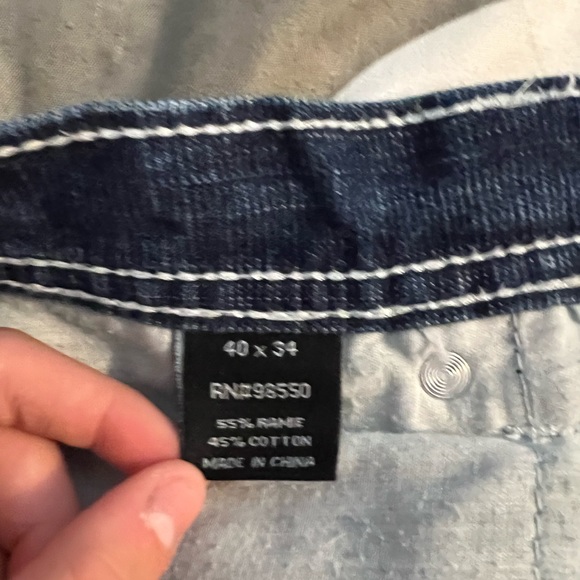 40 x 34
RN#98550
55% RAMIE
45% COTTON
MADE IN CHINA